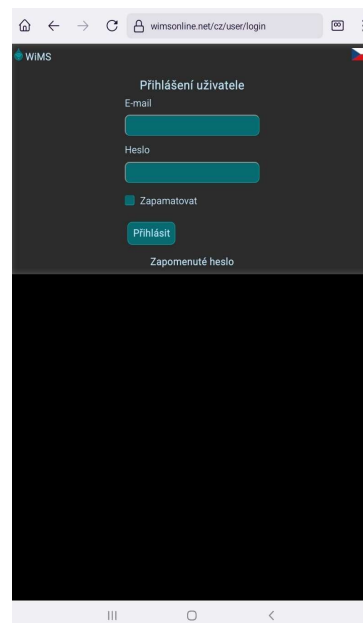 wimsonline.net/cz/user/login
WiMS
Přihlášení uživatele
E-mail
Heslo
Zapamatovat
Přihlásit
Zapomenuté heslo